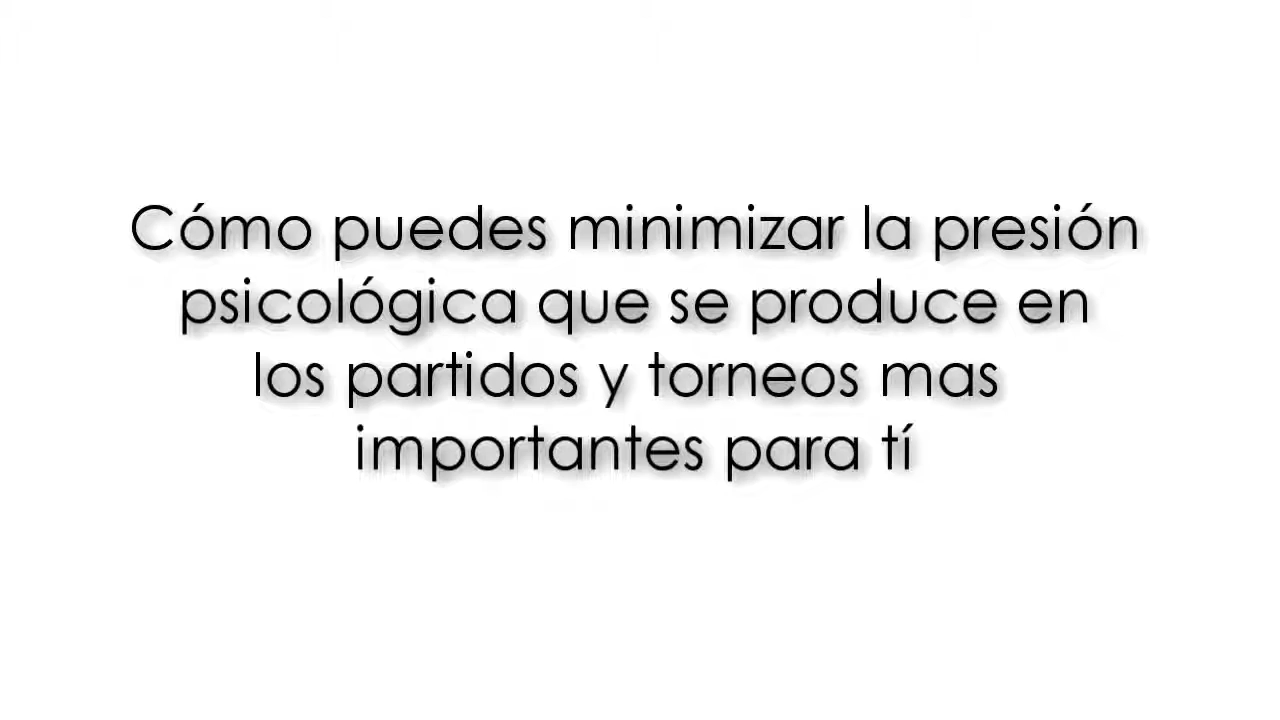 Cómo puedes minimizar la presión
psicológica que se produce en
los partidos y torneos mas
importantes para tí